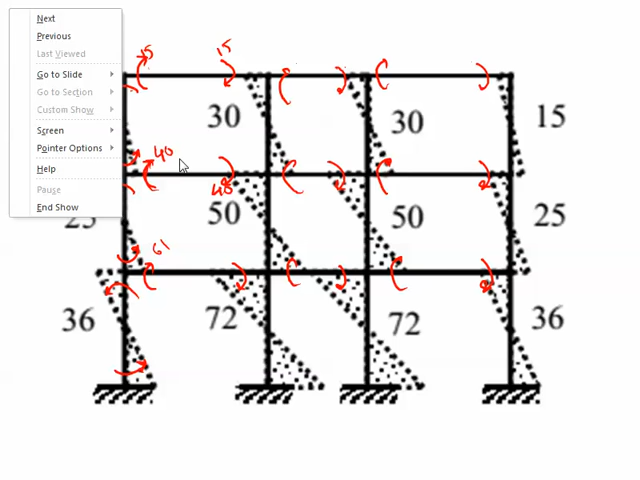 Next
Previous
Last Viewed
Go to Slide
Go to Section
Custom Show
Screen
Pointer Options
Help
Pause
End Show
15 15
30 30 15
40
48
25 50 50 25
61
36 72 72 36